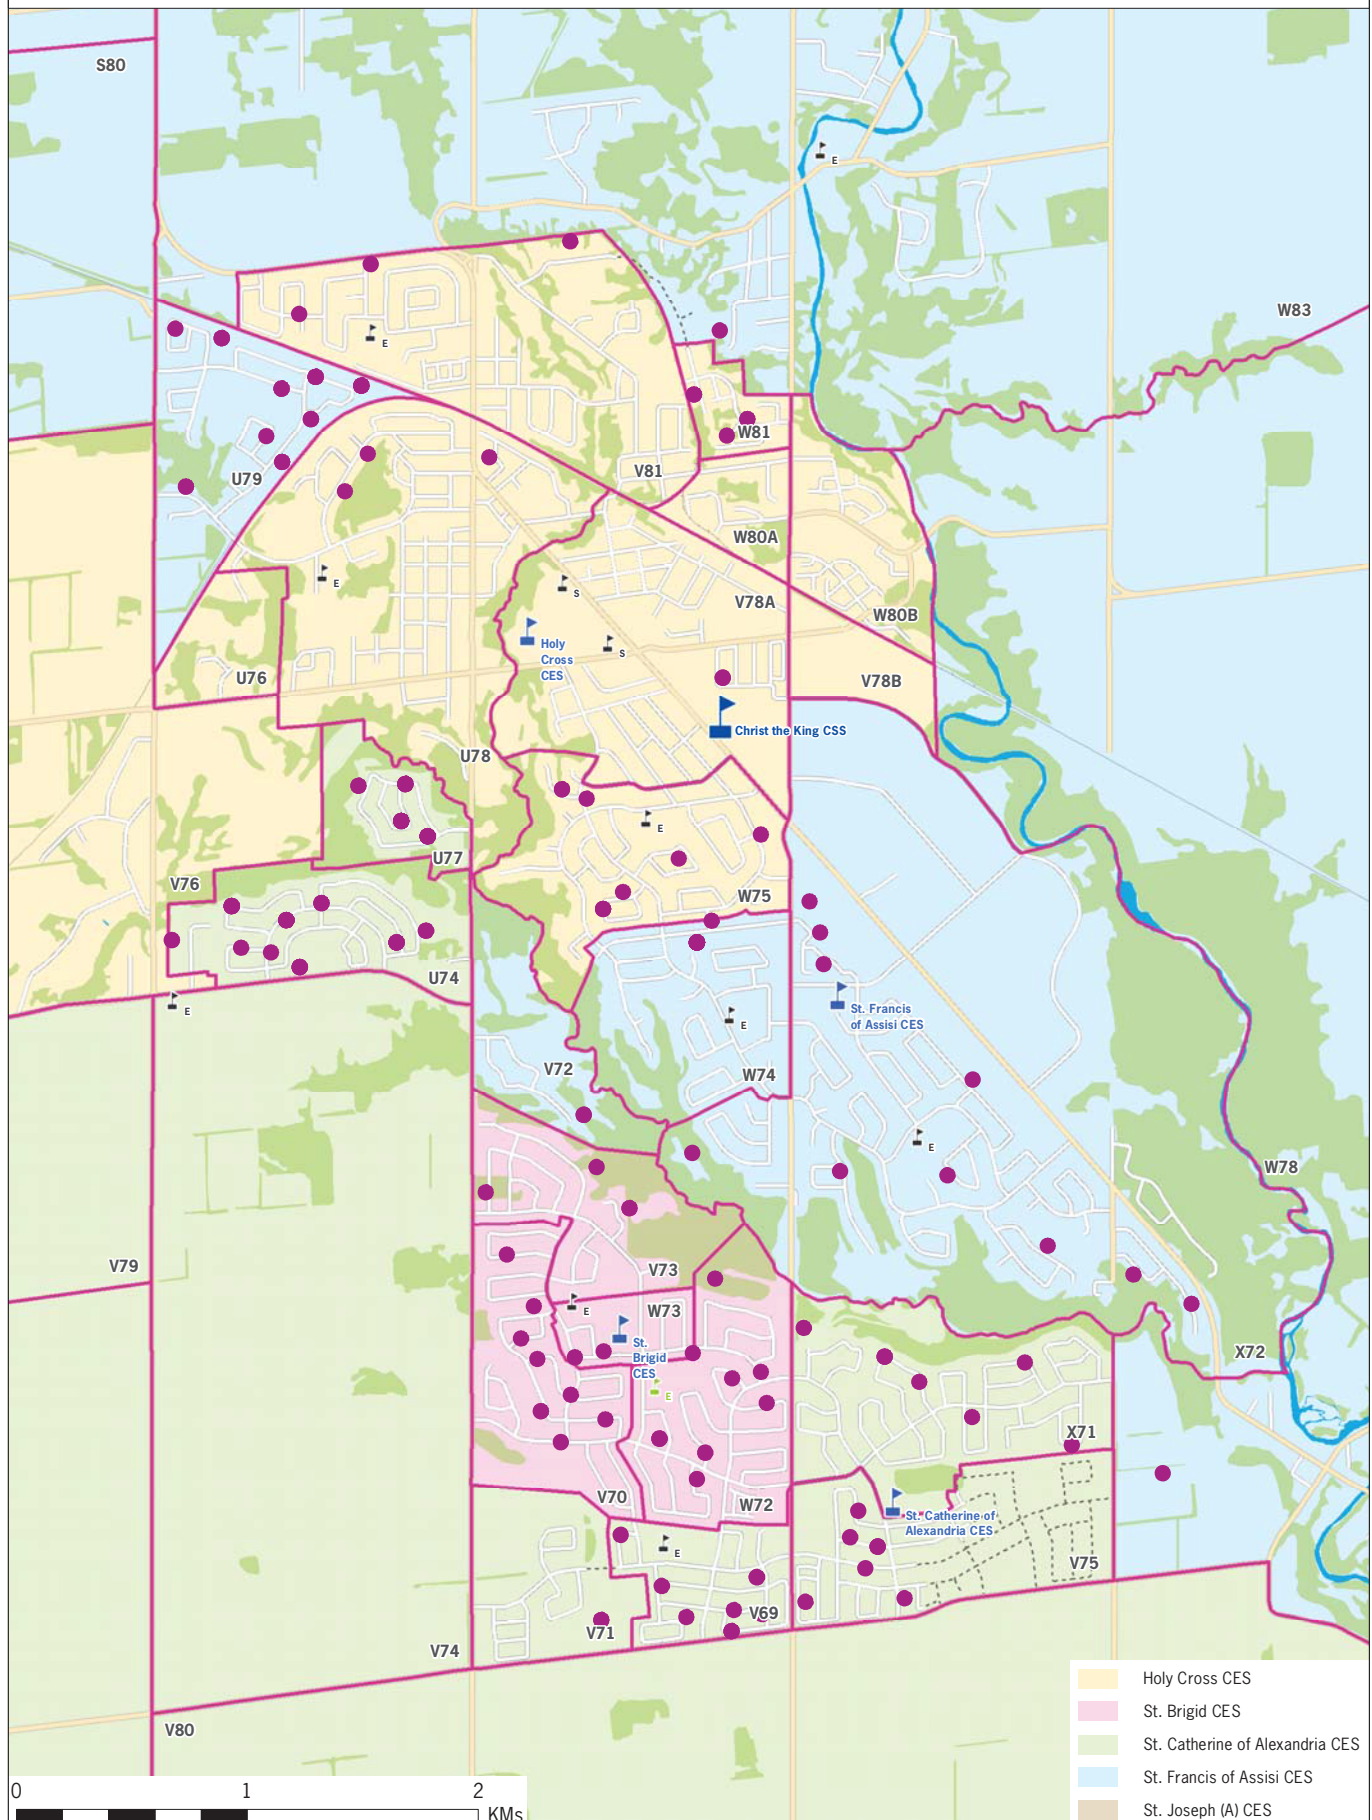 S80
E
W83
E
W81
V81
U79
W80A
E
S
V78A
W80B
Holy
Cross
CES
S
U76
V78B
Christ the King CSS
U78
E
U77
V76
W75
U74
E
St. Francis
of Assisi CES
E
V72
W74
E
W78
V79
V73
E
W73
St.
Brigid
CES
X72
E
X71
V70
W72
St. Catherine of
Alexandria CES
E
V75
V69
V71
V74
V80
Holy Cross CES
St. Brigid CES
St. Catherine of Alexandria CES
St. Francis of Assisi CES
St. Joseph (A) CES
0 1 2
KMs